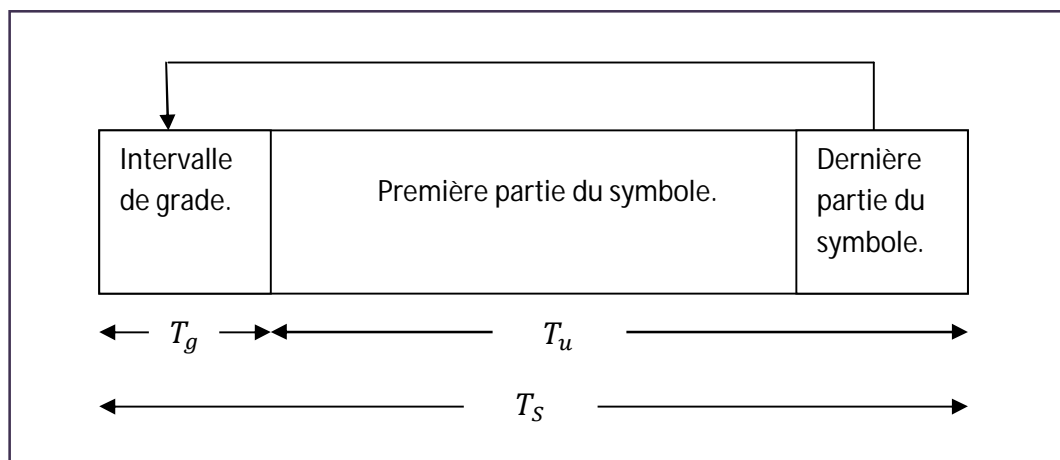 Intervalle
de grade.
Première partie du symbole.
Dernière
partie du
symbole.
T_g
T_u
T_S